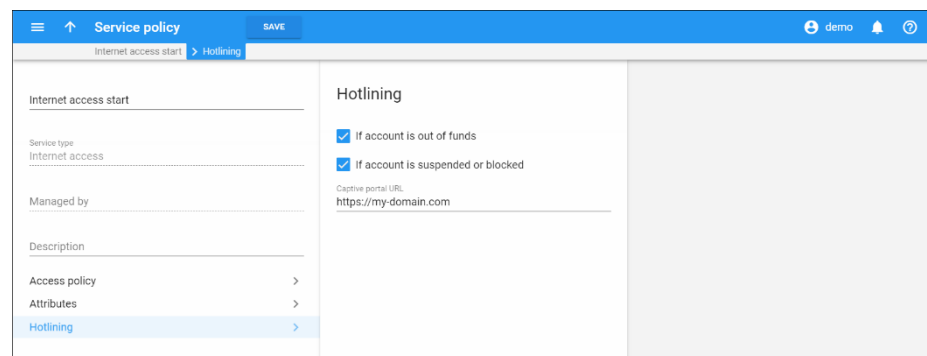 Service policy
SAVE
demo
Internet access start
Hotlining
Internet access start
Service type
Internet access
Managed by
Description
Access policy
Attributes
Hotlining
Hotlining
If account is out of funds
If account is suspended or blocked
Captive portal URL
https://my-domain.com